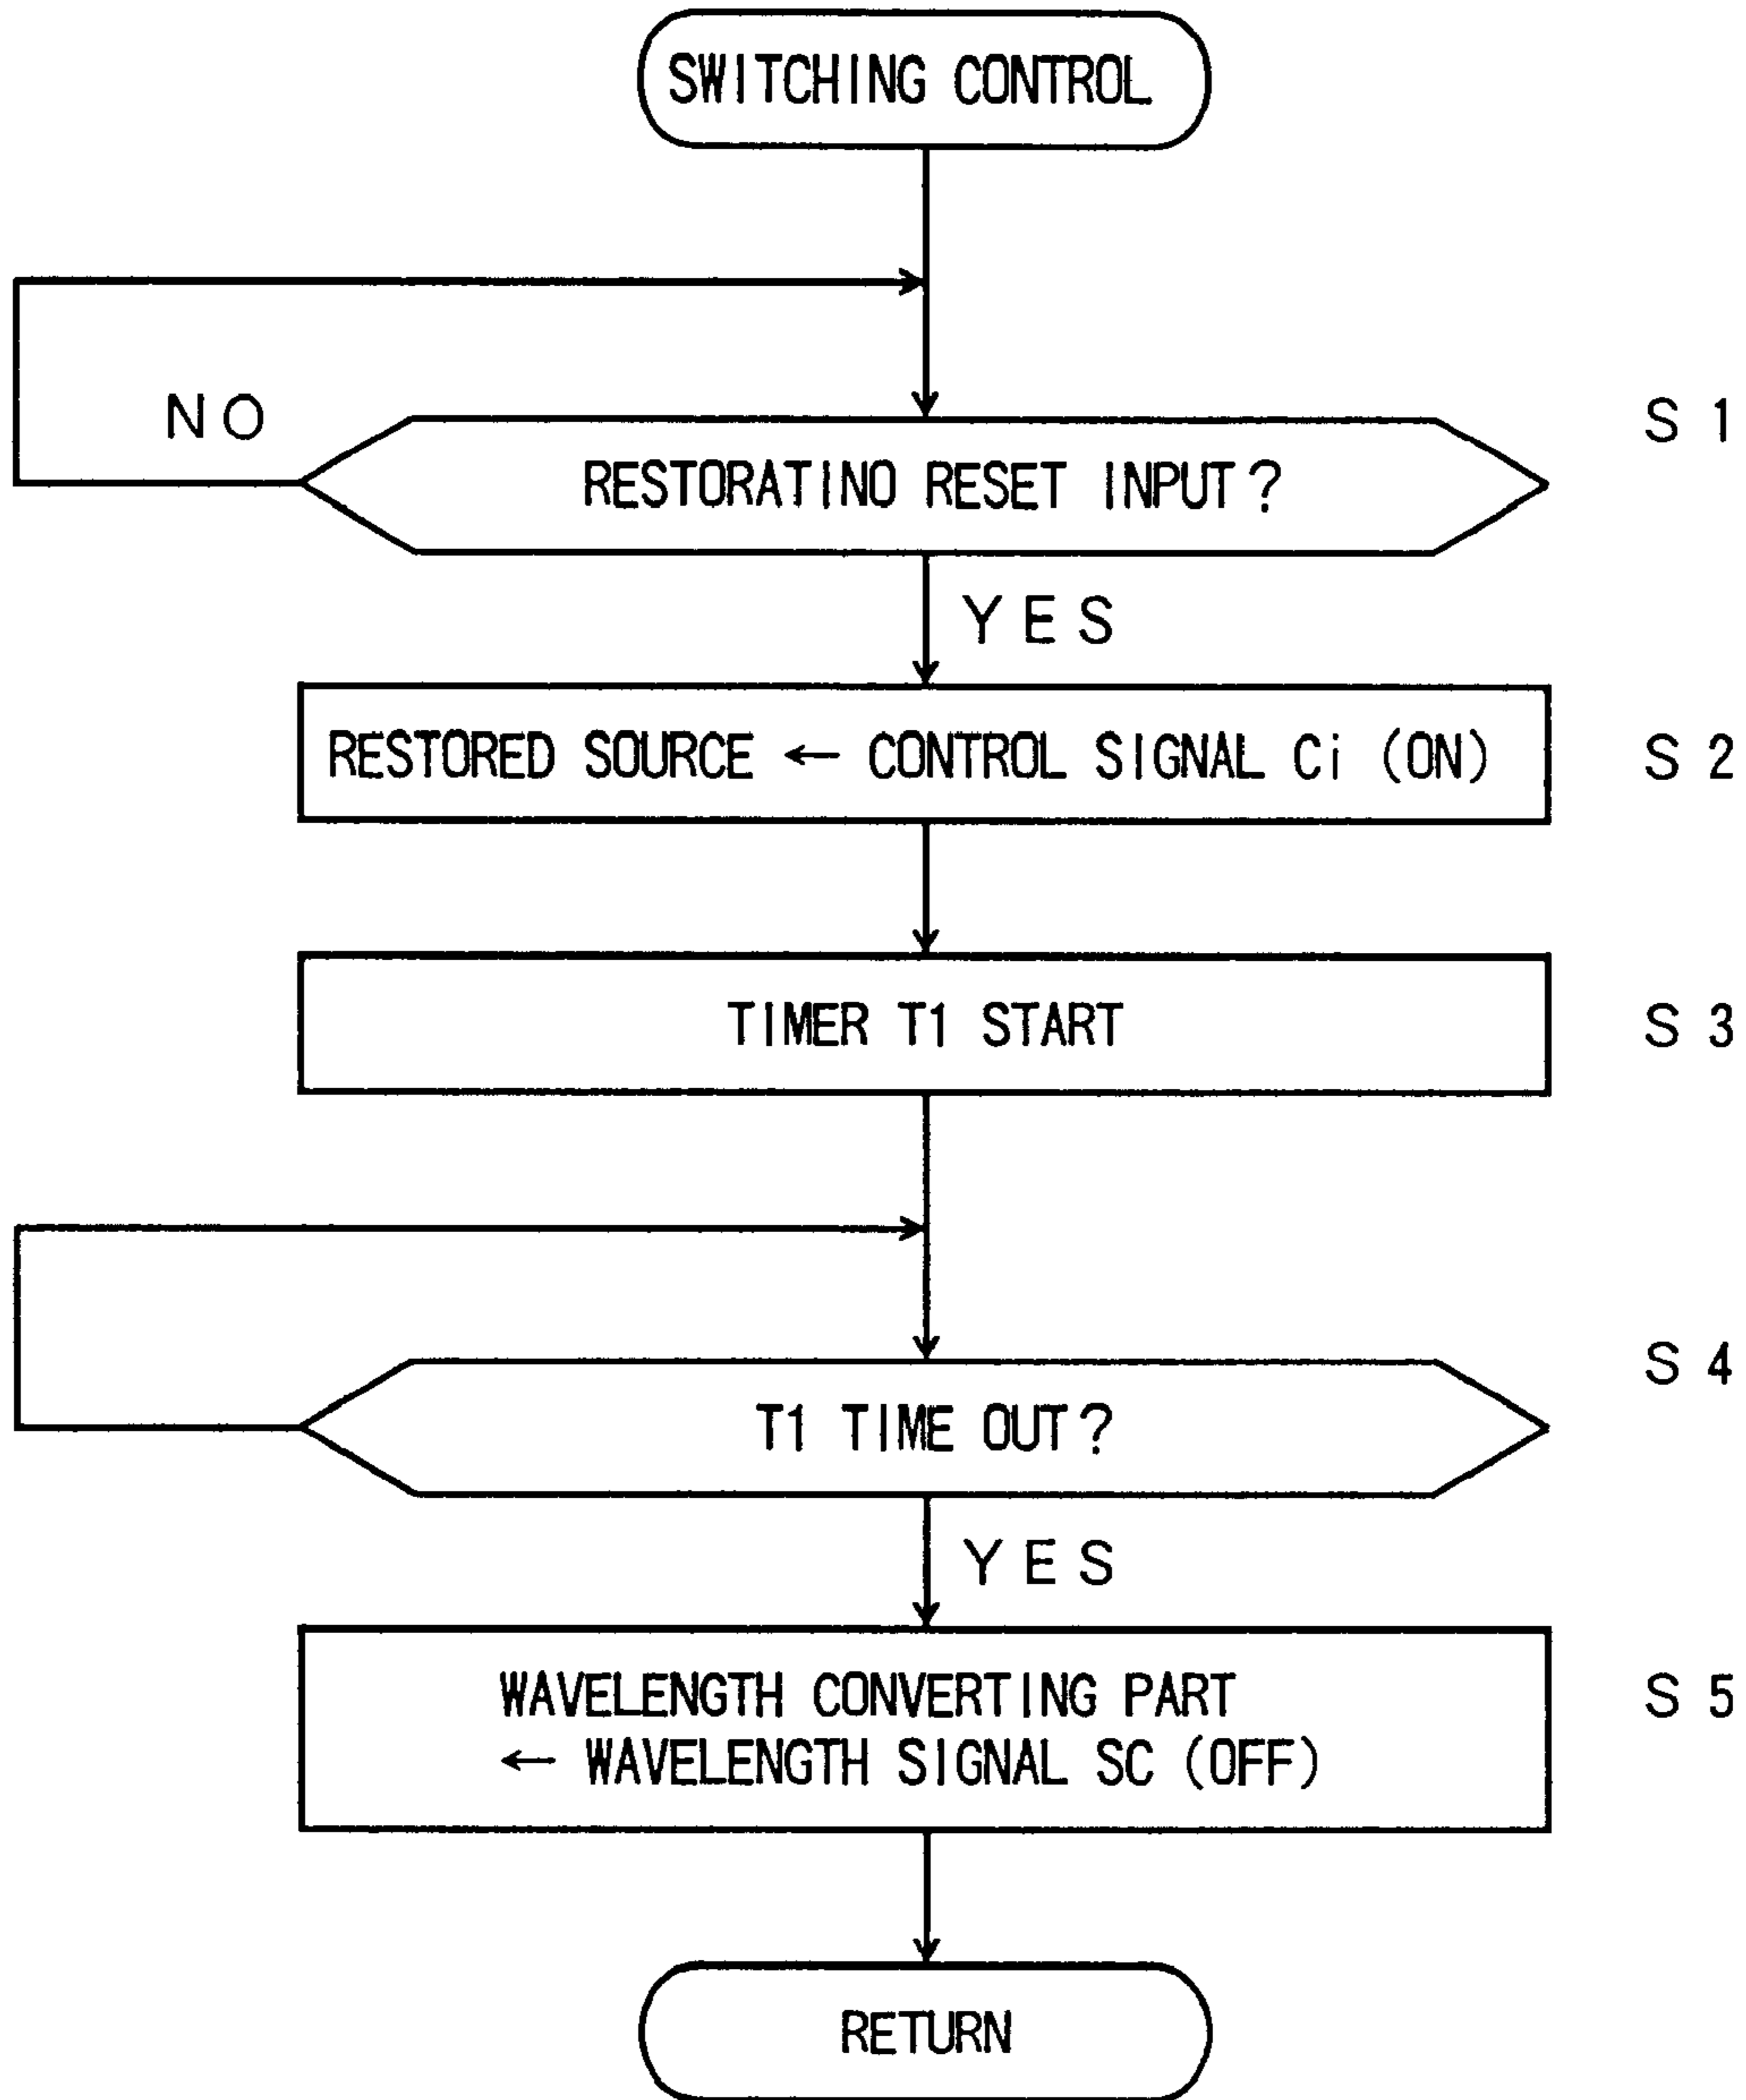 SWITCHING CONTROL
NO
S 1
RESTORATINO RESET INPUT?
YES
RESTORED SOURCE ← CONTROL SIGNAL Ci (ON)
S 2
TIMER T1 START
S 3
S 4
T1 TIME OUT?
YES
WAVELENGTH CONVERTING PART
← WAVELENGTH SIGNAL SC (OFF)
S 5
RETURN